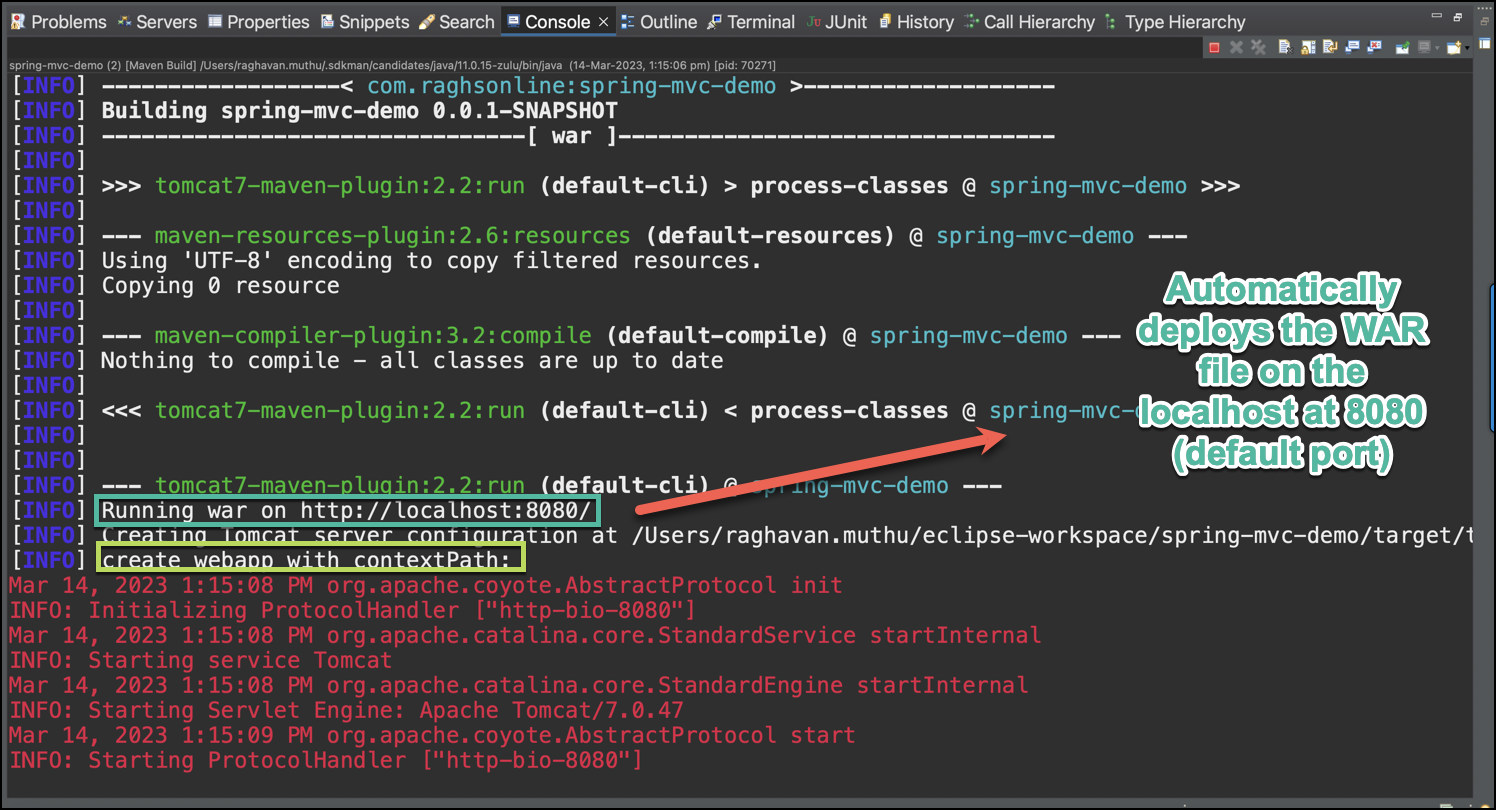 Problems Servers Properties Snippets Search Console Outline Terminal JUnit History Call Hierarchy Type Hierarchy
spring-mvc-demo (2) [Maven Build] /Users/raghavan.muthu/.sdkman/candidates/java/11.0.15-zulu/bin/java (14-Mar-2023, 1:15:06 pm) [pid: 70271]
[INFO] ------------------< com.raghsonline:spring-mvc-demo >-------------------
[INFO] Building spring-mvc-demo 0.0.1-SNAPSHOT
[INFO] --------------------------------[ war ]---------------------------------
[INFO]
[INFO] >>> tomcat7-maven-plugin:2.2:run (default-cli) > process-classes @ spring-mvc-demo >>>
[INFO]
[INFO] --- maven-resources-plugin:2.6:resources (default-resources) @ spring-mvc-demo ---
[INFO] Using 'UTF-8' encoding to copy filtered resources.
[INFO] Copying 0 resource
[INFO]
[INFO] --- maven-compiler-plugin:3.2:compile (default-compile) @ spring-mvc-demo ---
[INFO] Nothing to compile - all classes are up to date
[INFO]
[INFO] <<< tomcat7-maven-plugin:2.2:run (default-cli) < process-classes @ spring-mvc-
[INFO]
[INFO]
[INFO] --- tomcat7-maven-plugin:2.2:run (default-cli) @ spring-mvc-demo ---
[INFO] Running war on http://localhost:8080/
[INFO] Creating Tomcat server configuration at /Users/raghavan.muthu/eclipse-workspace/spring-mvc-demo/target/t
[INFO] create webapp with contextPath:
Mar 14, 2023 1:15:08 PM org.apache.coyote.AbstractProtocol init
INFO: Initializing ProtocolHandler ["http-bio-8080"]
Mar 14, 2023 1:15:08 PM org.apache.catalina.core.StandardService startInternal
INFO: Starting service Tomcat
Mar 14, 2023 1:15:08 PM org.apache.catalina.core.StandardEngine startInternal
INFO: Starting Servlet Engine: Apache Tomcat/7.0.47
Mar 14, 2023 1:15:09 PM org.apache.coyote.AbstractProtocol start
INFO: Starting ProtocolHandler ["http-bio-8080"]
Automatically
deploys the WAR
file on the
localhost at 8080
(default port)